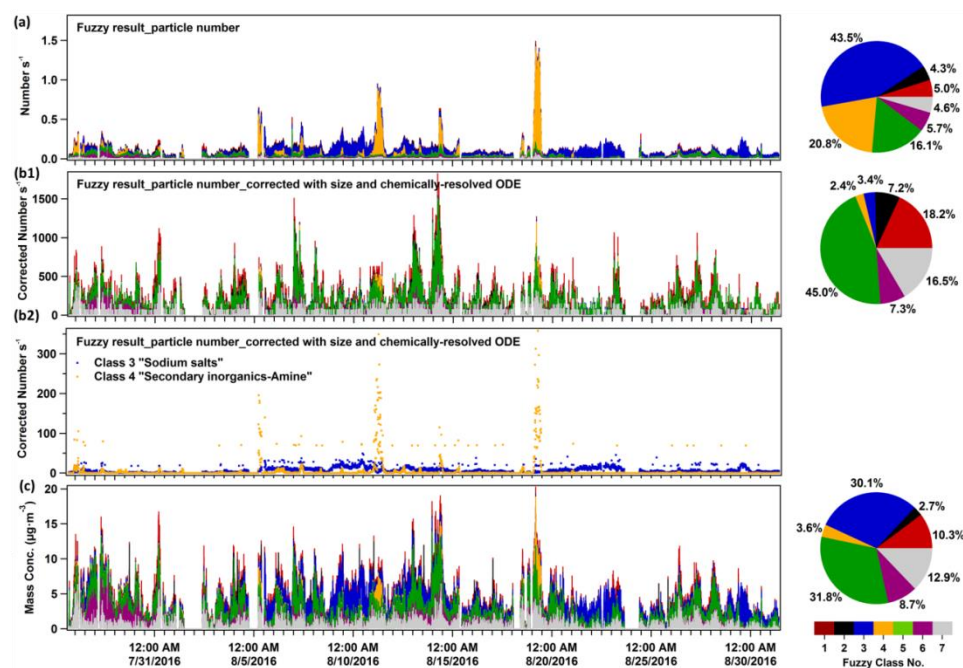 (a)
Fuzzy result_particle number
Number s-1
1.5
1.0
0.5
0.0
43.5%
4.3%
5.0%
4.6%
5.7%
16.1%
20.8%
(b1)
Fuzzy result_particle number_corrected with size and chemically-resolved ODE
Corrected Number s-1
1500
1000
500
0
2.4%
3.4%
7.2%
18.2%
16.5%
7.3%
45.0%
(b2)
Fuzzy result_particle number_corrected with size and chemically-resolved ODE
Class 3 "Sodium salts"
Class 4 "Secondary inorganics-Amine"
Corrected Number s-1
300
200
100
0
(c)
Mass Conc. (µg·m-3)
20
15
10
5
0
30.1%
2.7%
10.3%
12.9%
8.7%
31.8%
3.6%
12:00 AM 12:00 AM 12:00 AM 12:00 AM 12:00 AM 12:00 AM 12:00 AM
7/31/2016 8/5/2016 8/10/2016 8/15/2016 8/20/2016 8/25/2016 8/30/2016
1 2 3 4 5 6 7
Fuzzy Class No.